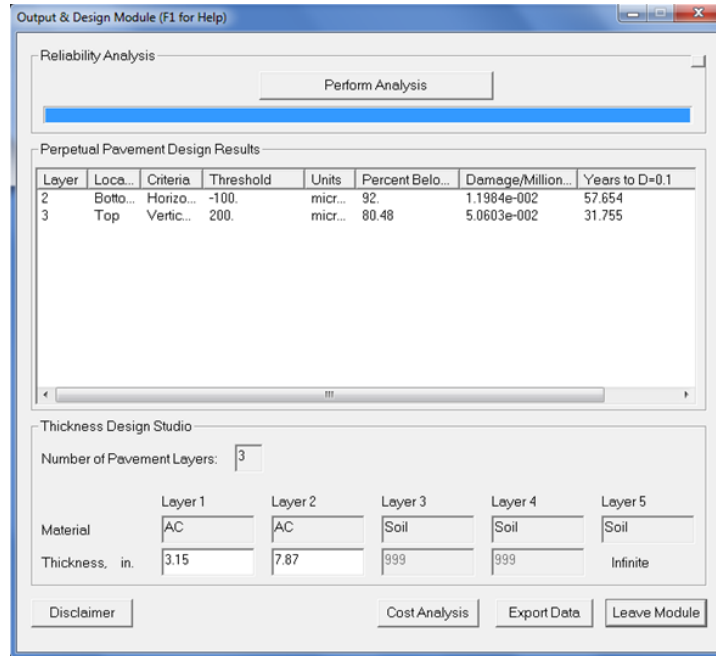 Output & Design Module (F1 for Help)
Reliability Analysis
Perform Analysis
Perpetual Pavement Design Results
Layer Loca... Criteria Threshold Units Percent Belo... Damage/Million... Years to D=0.1
2 Botto... Horizo... -100. micr... 92. 1.1984e-002 57.654
3 Top Vertic... 200. micr... 80.48 5.0603e-002 31.755
Thickness Design Studio
Number of Pavement Layers: 3
Layer 1 Layer 2 Layer 3 Layer 4 Layer 5
Material AC AC Soil Soil Soil
Thickness, in. 3.15 7.87 999 999 Infinite
Disclaimer Cost Analysis Export Data Leave Module